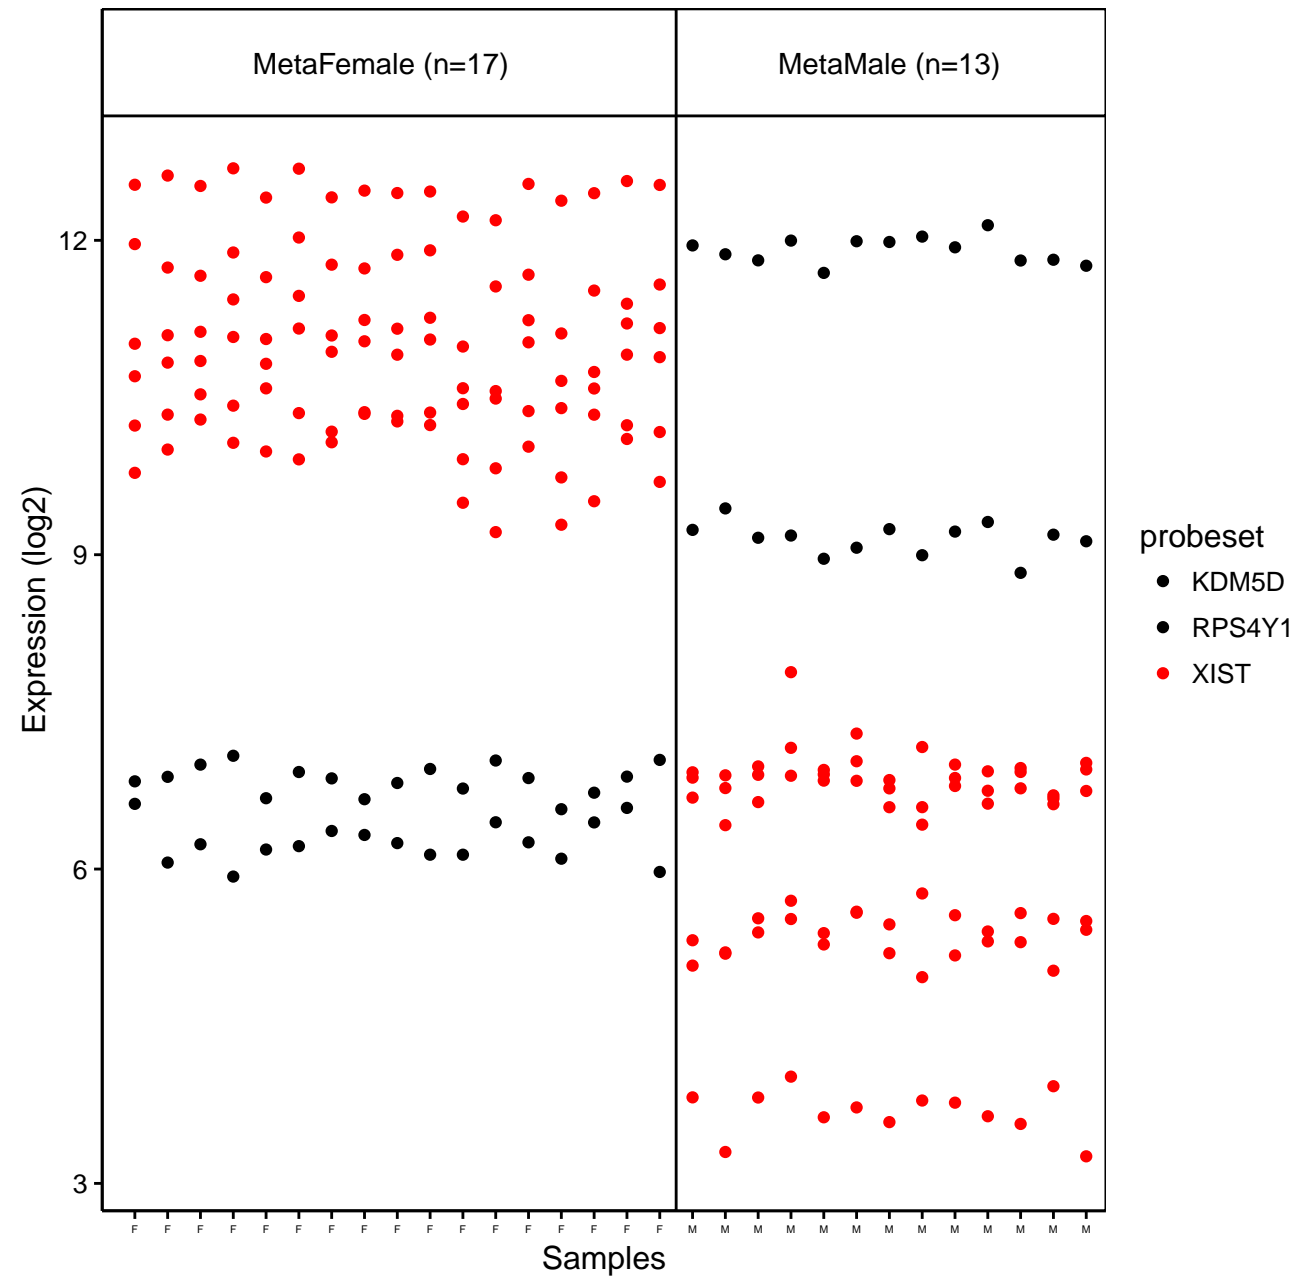 MetaFemale (n=17) MetaMale (n=13)
12
9
6
3
Expression (log2)
F F F F F F F F F F F F F F F F F M M M M M M M M M M M M M
Samples
probeset
KDM5D
RPS4Y1
XIST